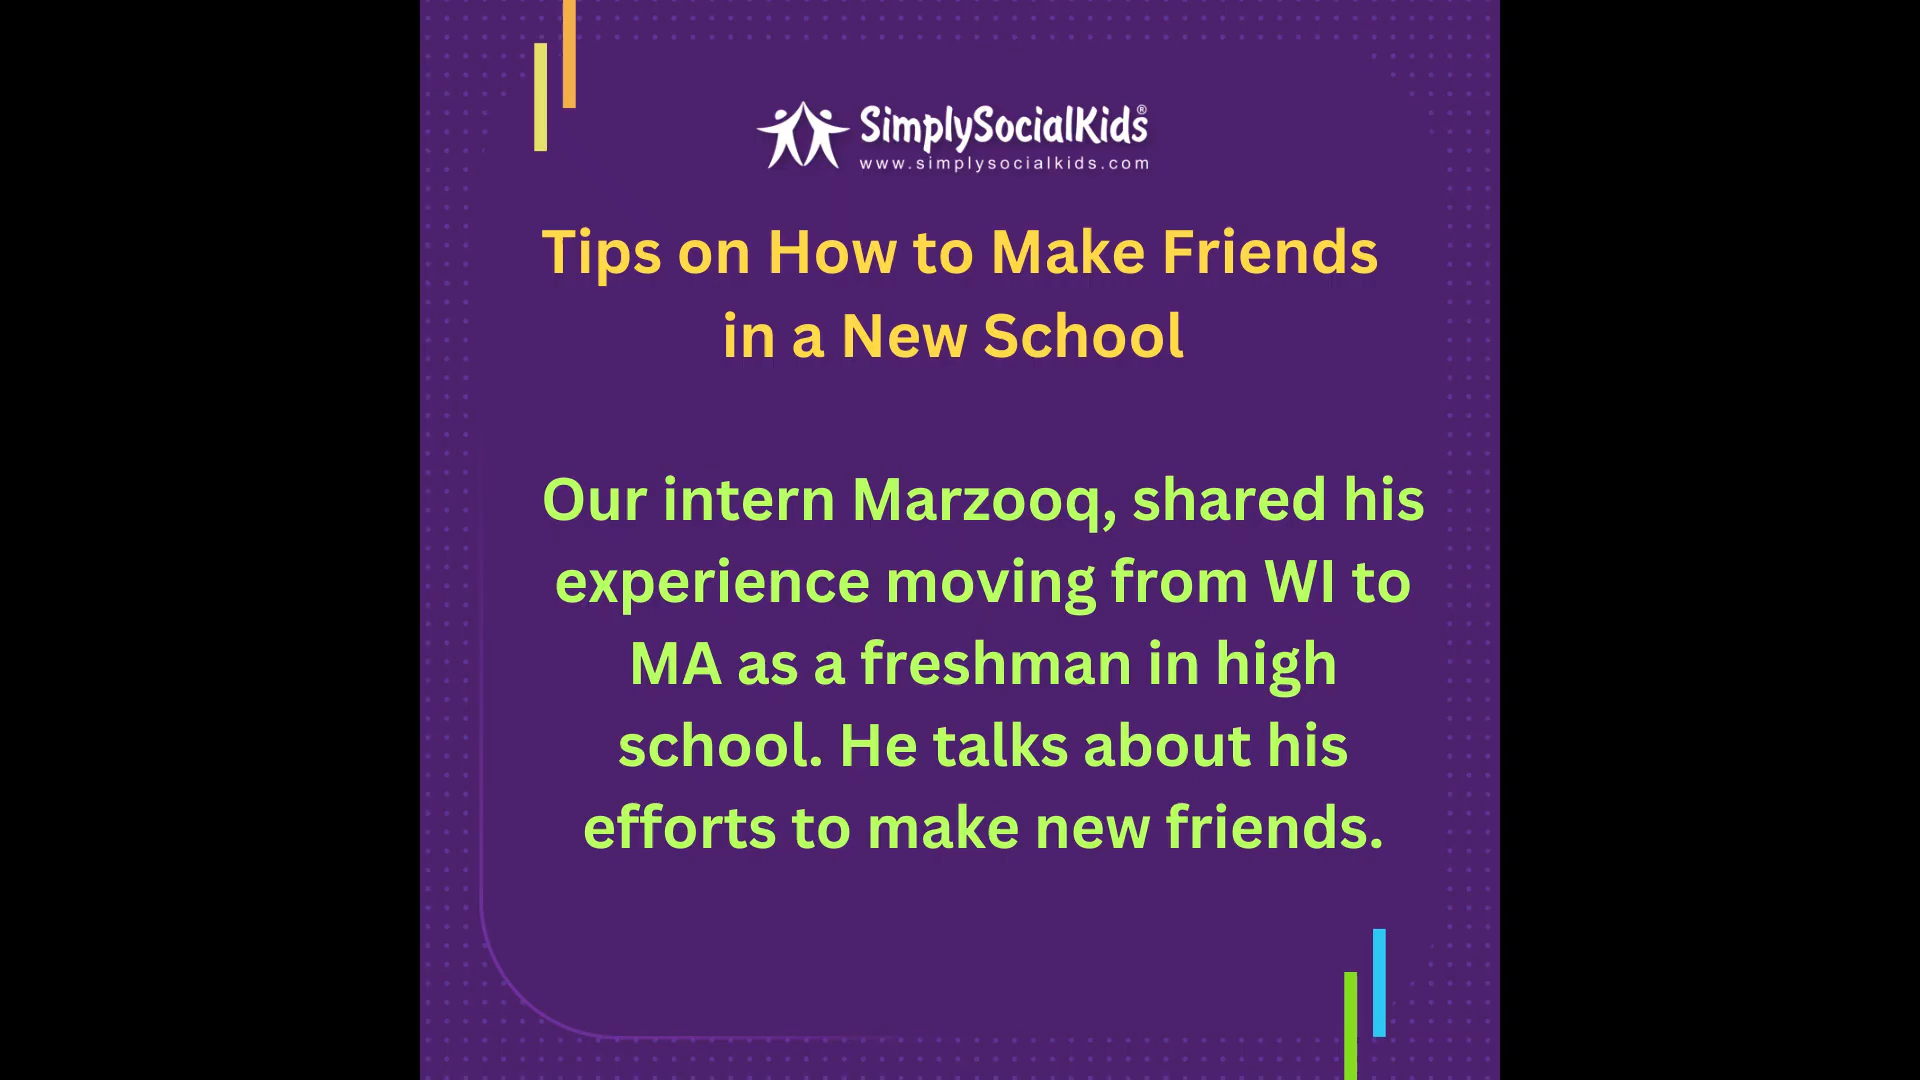 SimplySocialKids®
www.simplysocialkids.com
Tips on How to Make Friends
in a New School
Our intern Marzooq, shared his
experience moving from WI to
MA as a freshman in high
school. He talks about his
efforts to make new friends.